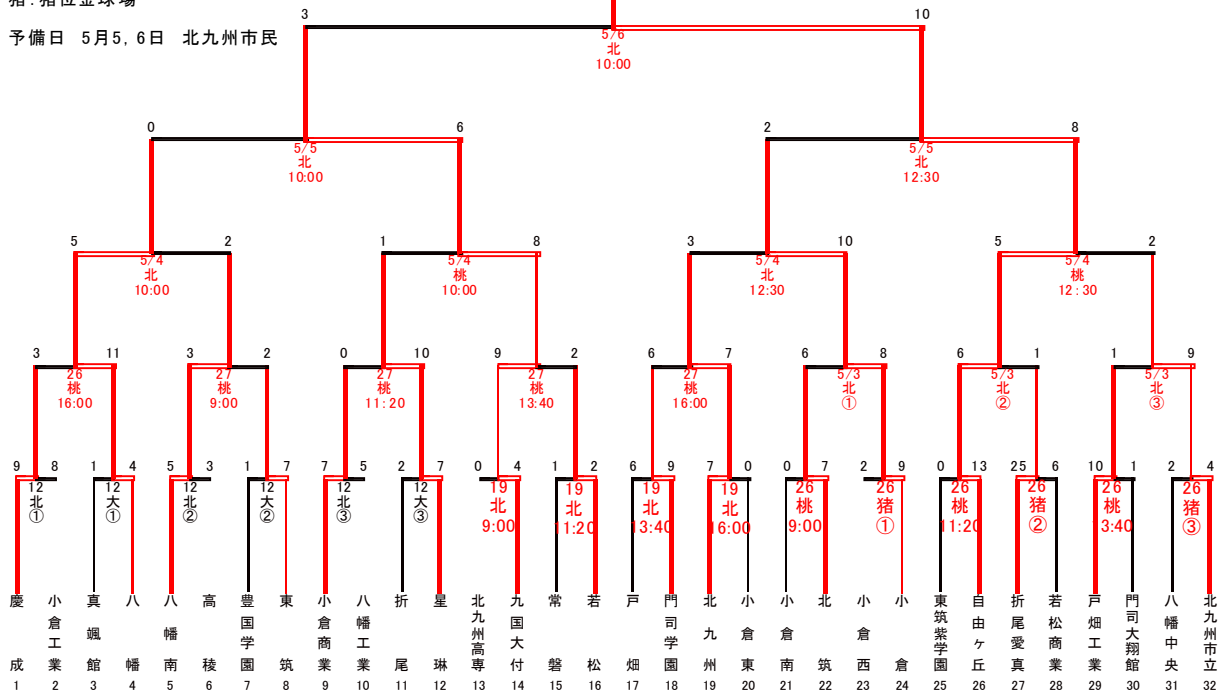 猪:猪位金球場
予備日 5月5,6日 北九州市民
3 10
5/6
北
10:00
0 6 2 8
5/5 5/5
北 北
10:00 12:30
5 2 1 8 3 10 5 2
5/4 5/4 5/4 5/4
北 桃 北 桃
10:00 10:00 12:30 12:30
3 11 3 2 0 10 9 2 6 7 6 8 6 1 1 9
26 27 27 27 27 5/3 5/3 5/3
桃 桃 桃 桃 桃 北 北 北
16:00 9:00 11:20 13:40 16:00 ① ② ③
9 8 1 4 5 3 1 7 7 5 2 7 0 4 1 2 6 9 7 0 0 7 2 9 0 13 25 6 10 1 2 4
12 12 12 12 12 12 19 19 19 19 26 26 26 26 26 26
北 大 北 大 北 大 北 北 北 北 桃 猪 桃 猪 桃 猪
① ① ② ② ③ ③ 9:00 11:20 13:40 16:00 9:00 ① 11:20 ② 13:40 ③
慶成
小倉工業
真颯館
八幡
八幡南
高稜
豊国学園
東筑
小倉商業
八幡工業
折尾
星琳
北九州高専
九国大付
常磐
若松
戸畑
門司学園
北九州
小倉東
小倉南
北筑
小倉西
小倉
東筑紫学園
自由ヶ丘
折尾愛真
若松商業
戸畑工業
門司大翔館
八幡中央
北九州市立
1 2 3 4 5 6 7 8 9 10 11 12 13 14 15 16 17 18 19 20 21 22 23 24 25 26 27 28 29 30 31 32